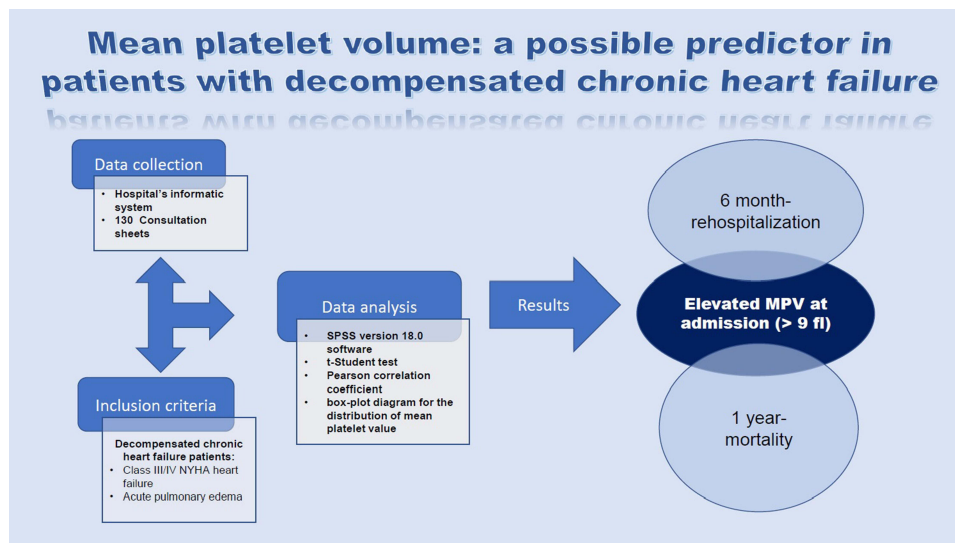 Mean platelet volume: a possible predictor in
patients with decompensated chronic heart failure
Data collection
• Hospital's informatic
system
• 130 Consultation
sheets
Inclusion criteria
Decompensated chronic
heart failure patients:
• Class III/IV NYHA heart
failure
• Acute pulmonary edema
Data analysis
• SPSS version 18.0
software
• t-Student test
• Pearson correlation
coefficient
• box-plot diagram for the
distribution of mean
platelet value
Results
6 month-
rehospitalization
Elevated MPV at
admission (> 9 fl)
1 year-
mortality